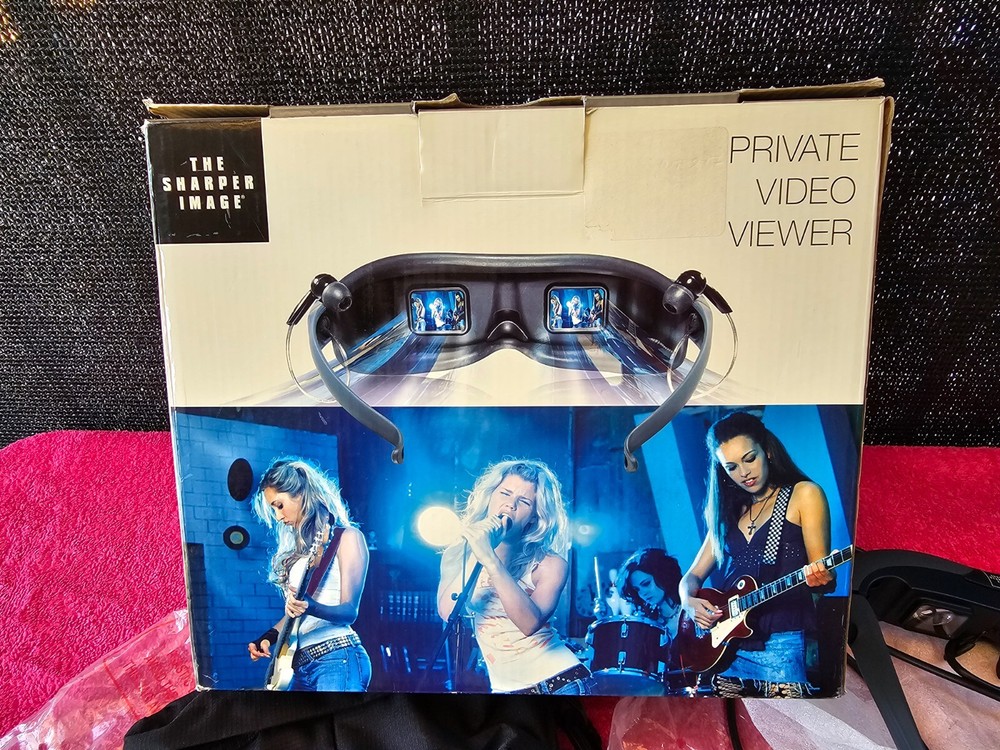 THE
SHARPER
IMAGE®
PRIVATE
VIDEO
VIEWER